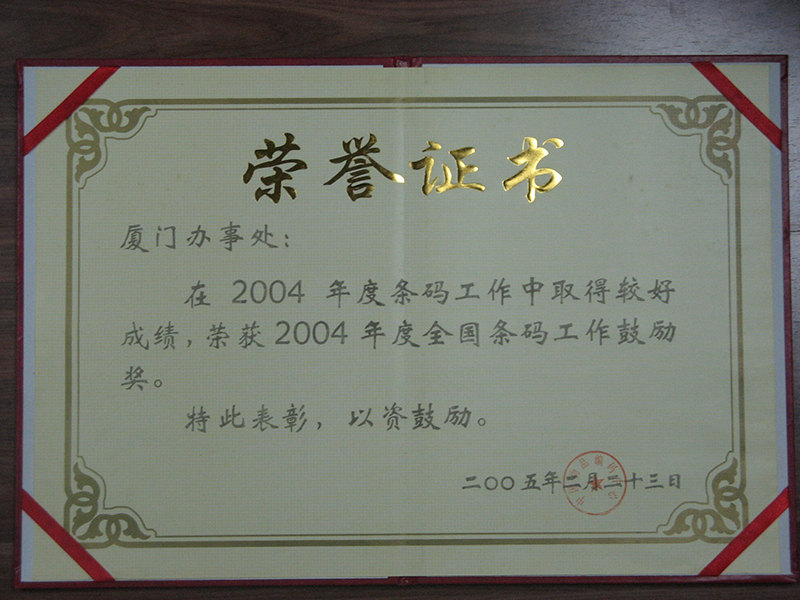 荣誉证书
厦门办事处：
在 2004 年度条码工作中取得较好
成绩，荣获 2004 年度全国条码工作鼓励
奖。
特此表彰，以资鼓励。
二〇〇五年二月二十三日